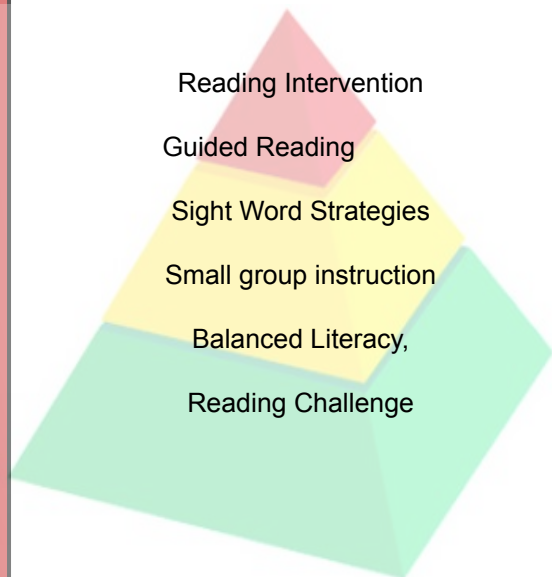 Reading Intervention
Guided Reading
Sight Word Strategies
Small group instruction
Balanced Literacy,
Reading Challenge